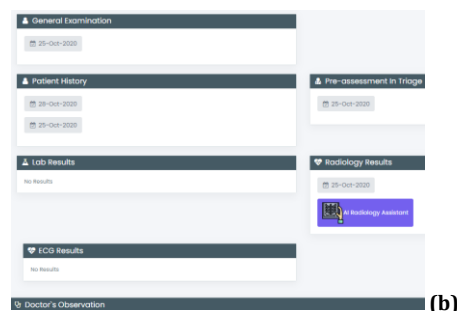 General Examination
25-Oct-2020
Patient History
Pre-assessment In Triage
25-Oct-2020
25-Oct-2020
25-Oct-2020
Lab Results
Radiology Results
No Results
25-Oct-2020
AI Radiology Assistant
ECG Results
No Results
Doctor's Observation
(b)